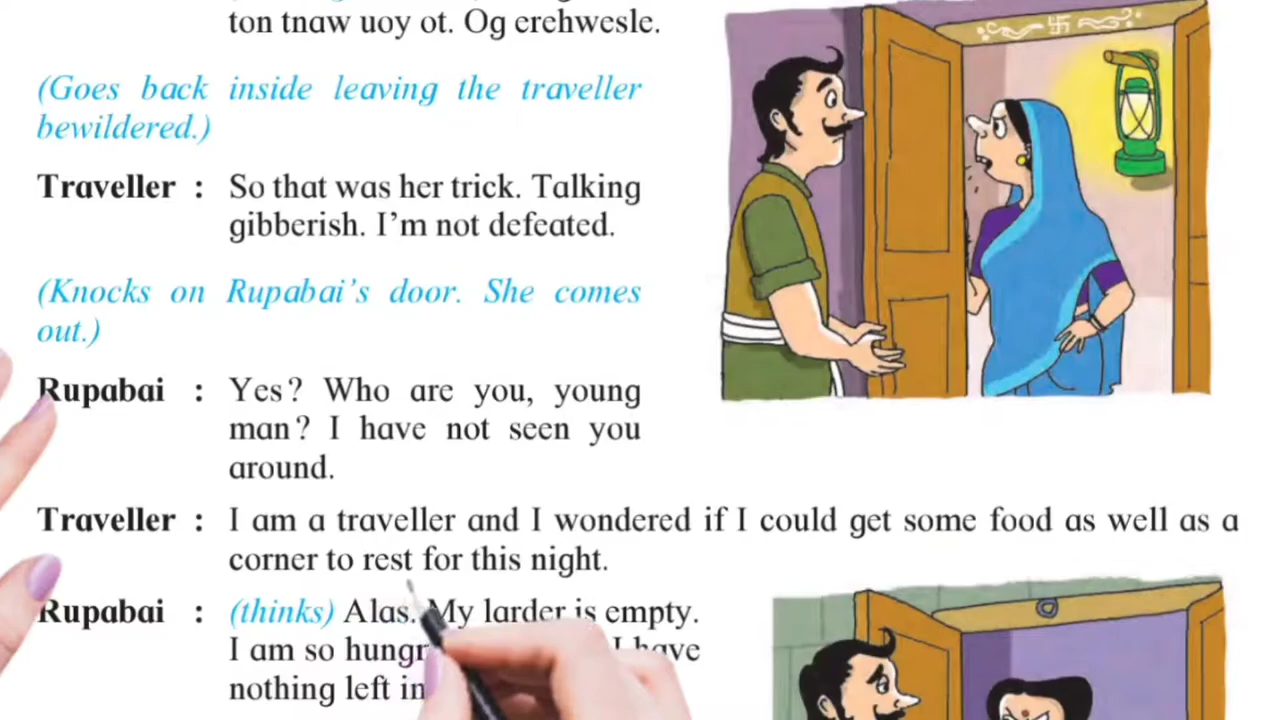 ton tnaw uoy ot. Og erehwesle.
(Goes back inside leaving the traveller
bewildered.)
Traveller : So that was her trick. Talking
gibberish. I'm not defeated.
(Knocks on Rupabai's door. She comes
out.)
Rupabai : Yes? Who are you, young
man? I have not seen you
around.
Traveller : I am a traveller and I wondered if I could get some food as well as a
corner to rest for this night.
Rupabai : (thinks) Alas. My larder is empty.
I am so I have
nothing left in